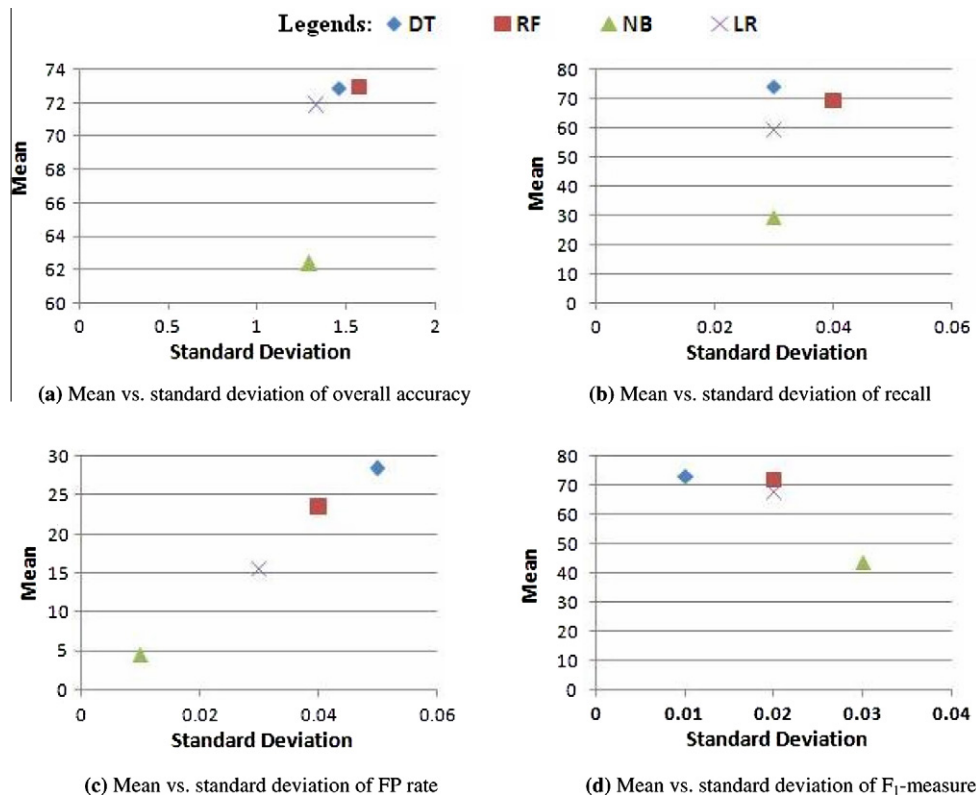 Legends: DT RF NB LR
74
72
70
68
66
64
62
60
Mean
0 0.5 1 1.5 2
Standard Deviation
(a) Mean vs. standard deviation of overall accuracy
80
70
60
50
40
30
20
10
0
Mean
0 0.02 0.04 0.06
Standard Deviation
(b) Mean vs. standard deviation of recall
30
25
20
15
10
5
0
Mean
0 0.02 0.04 0.06
Standard Deviation
(c) Mean vs. standard deviation of FP rate
80
70
60
50
40
30
20
10
0
Mean
0 0.01 0.02 0.03 0.04
Standard Deviation
(d) Mean vs. standard deviation of F₁-measure